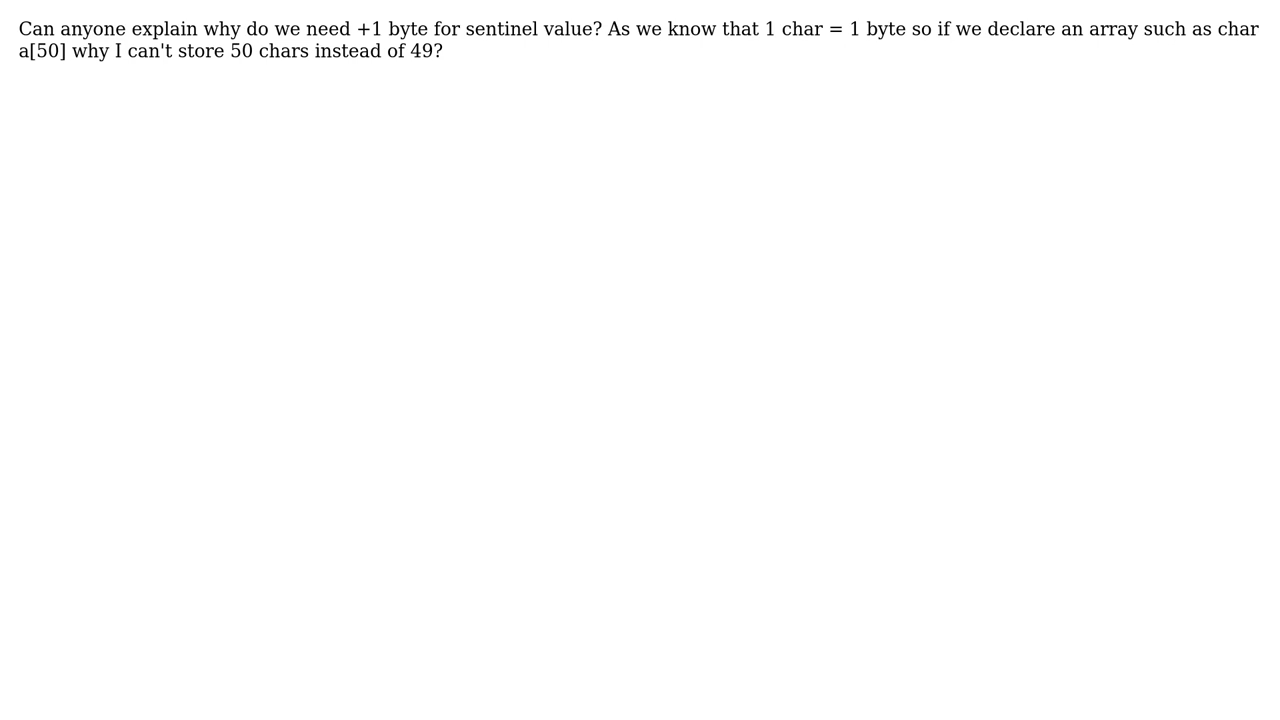 Can anyone explain why do we need +1 byte for sentinel value? As we know that 1 char = 1 byte so if we declare an array such as char
a[50] why I can't store 50 chars instead of 49?